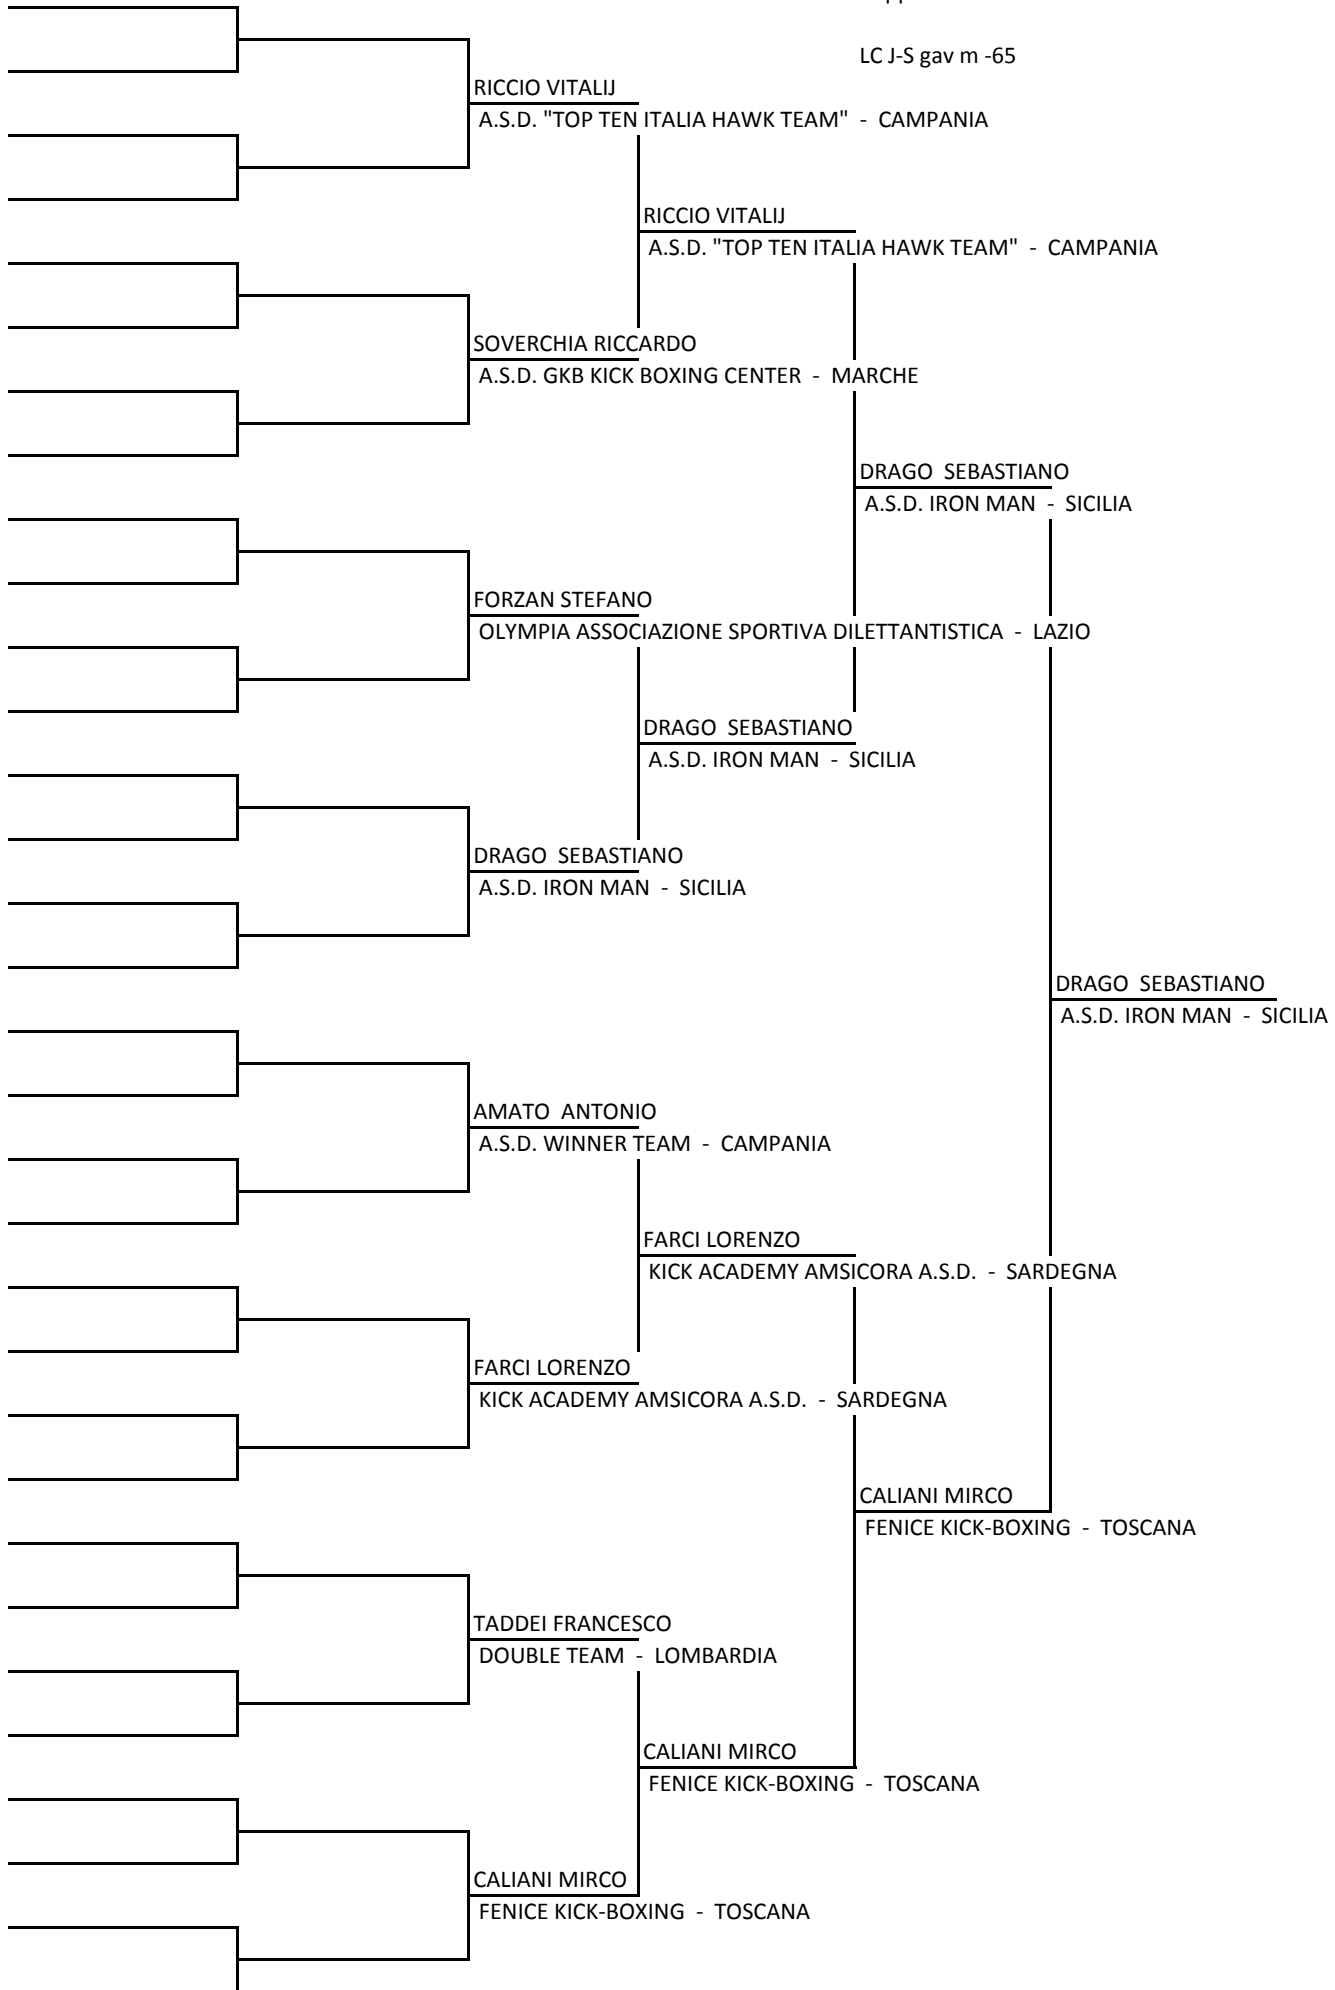 LC J-S gav m -65
RICCIO VITALIJ
A.S.D. "TOP TEN ITALIA HAWK TEAM" - CAMPANIA
RICCIO VITALIJ
A.S.D. "TOP TEN ITALIA HAWK TEAM" - CAMPANIA
SOVERCHIA RICCARDO
A.S.D. GKB KICK BOXING CENTER - MARCHE
DRAGO SEBASTIANO
A.S.D. IRON MAN - SICILIA
FORZAN STEFANO
OLYMPIA ASSOCIAZIONE SPORTIVA DILETTANTISTICA - LAZIO
DRAGO SEBASTIANO
A.S.D. IRON MAN - SICILIA
DRAGO SEBASTIANO
A.S.D. IRON MAN - SICILIA
DRAGO SEBASTIANO
A.S.D. IRON MAN - SICILIA
AMATO ANTONIO
A.S.D. WINNER TEAM - CAMPANIA
FARCI LORENZO
KICK ACADEMY AMSICORA A.S.D. - SARDEGNA
FARCI LORENZO
KICK ACADEMY AMSICORA A.S.D. - SARDEGNA
CALIANI MIRCO
FENICE KICK-BOXING - TOSCANA
TADDEI FRANCESCO
DOUBLE TEAM - LOMBARDIA
CALIANI MIRCO
FENICE KICK-BOXING - TOSCANA
CALIANI MIRCO
FENICE KICK-BOXING - TOSCANA